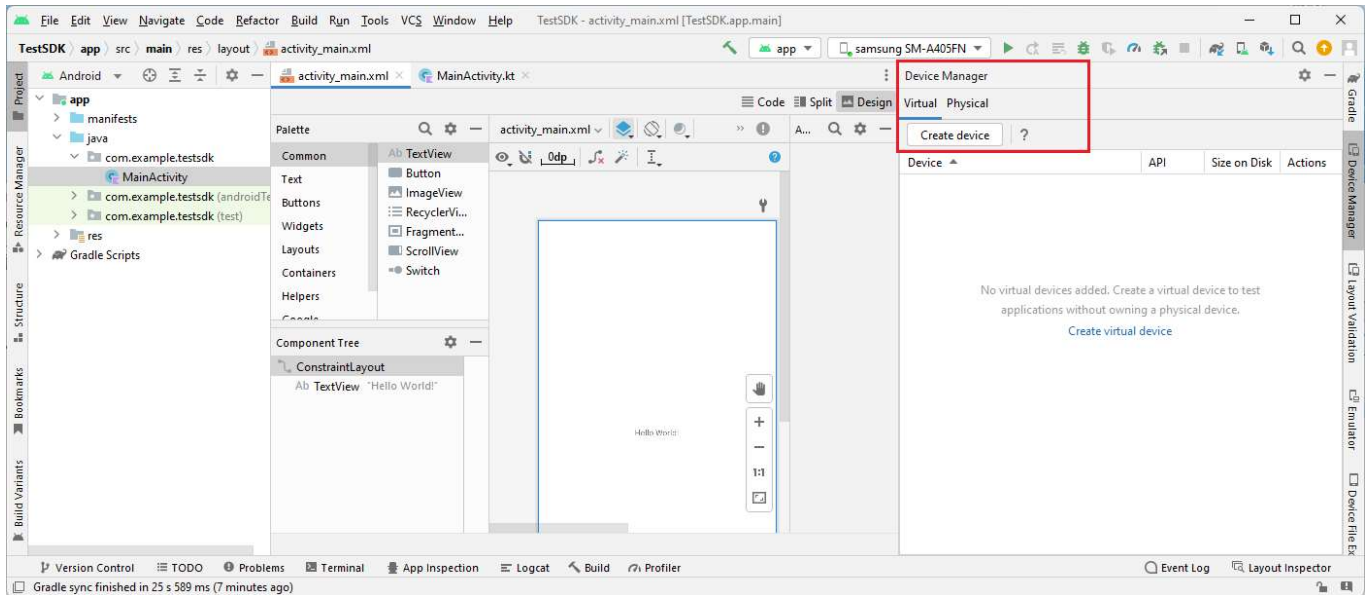 File Edit View Navigate Code Refactor Build Run Tools VCS Window Help TestSDK - activity_main.xml [TestSDK.app.main]
TestSDK app src main res layout activity_main.xml
app samsung SM-A405FN
Project
Resource Manager
Structure
Bookmarks
Build Variants
Android
app
manifests
java
com.example.testsdk
MainActivity
com.example.testsdk (androidTe
com.example.testsdk (test)
res
Gradle Scripts
activity_main.xml MainActivity.kt
Code Split Design
Palette
Common
Text
Buttons
Widgets
Layouts
Containers
Helpers
Google
Ab TextView
Button
ImageView
RecyclerVi...
Fragment...
ScrollView
Switch
Component Tree
ConstraintLayout
Ab TextView "Hello World!"
activity_main.xml
A...
0dp
Hello World!
1:1
Device Manager
Virtual Physical
Create device ?
Device API Size on Disk Actions
No virtual devices added. Create a virtual device to test
applications without owning a physical device.
Create virtual device
Gradle
Device Manager
Layout Validation
Emulator
Device File Ex
Version Control TODO Problems Terminal App Inspection Logcat Build Profiler Event Log Layout Inspector
Gradle sync finished in 25 s 589 ms (7 minutes ago)